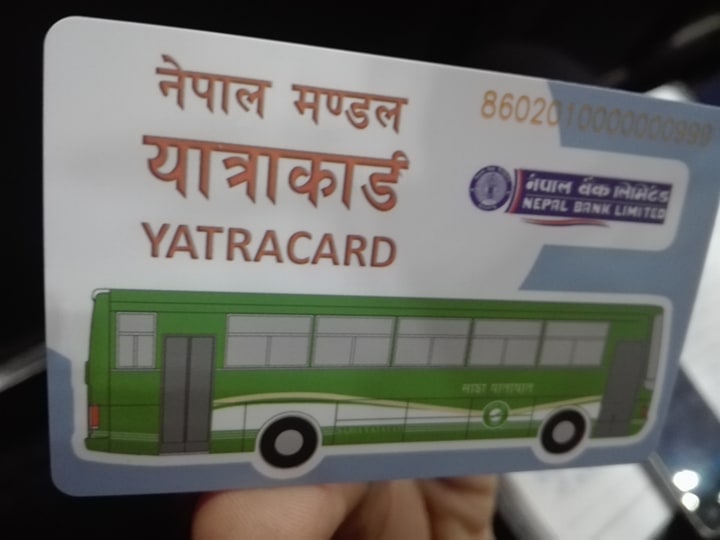 नेपाल मण्डल
यात्राकार्ड
YATRACARD
8602010000000999
नेपाल बैंक लिमिटेड
NEPAL BANK LIMITED
साझा यातायात